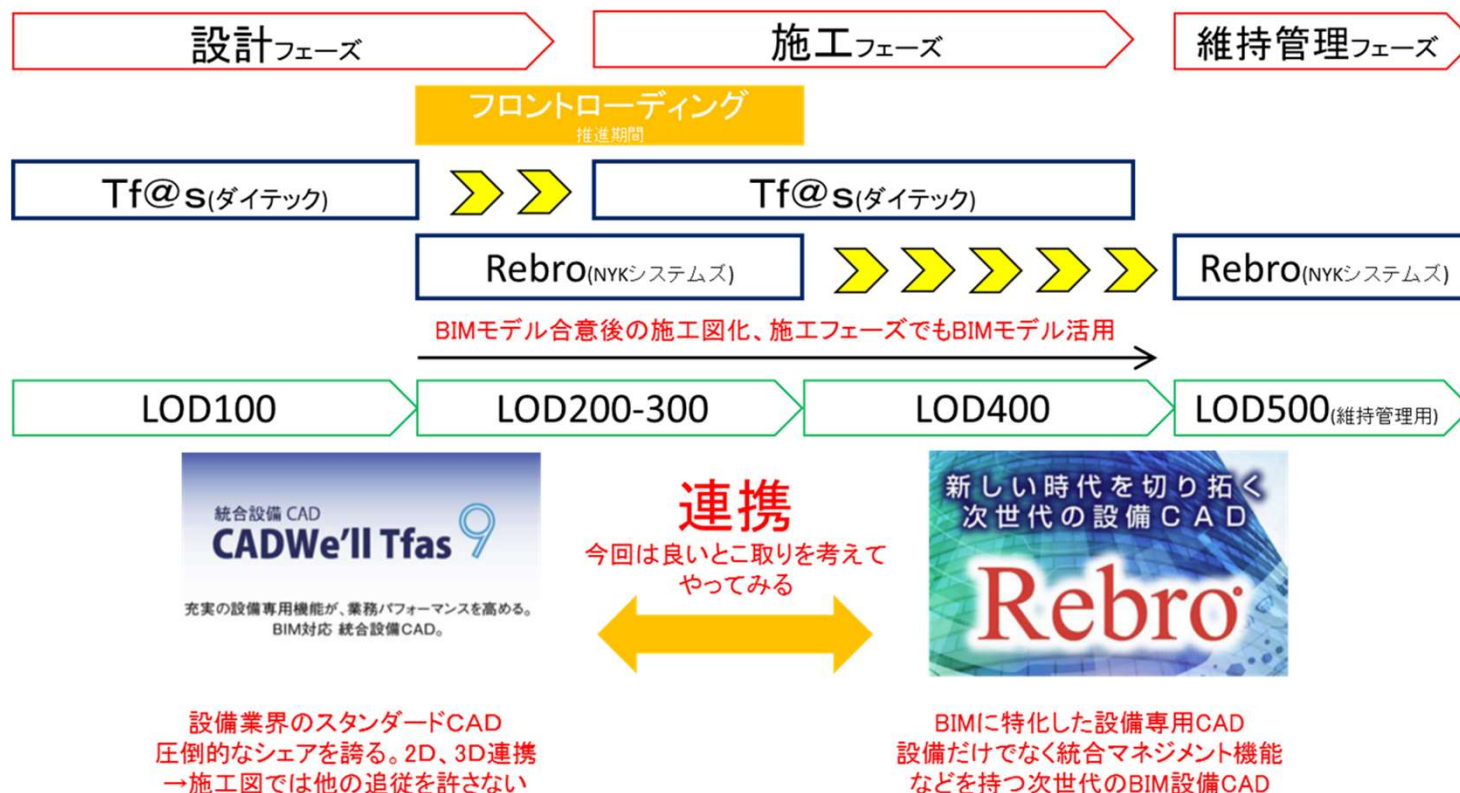 設計フェーズ
施工フェーズ
維持管理フェーズ
フロントローディング
推進期間
Tf@s(ダイテック)
Tf@s(ダイテック)
Rebro(NYKシステムズ)
Rebro(NYKシステムズ)
BIMモデル合意後の施工図化、施工フェーズでもBIMモデル活用
LOD100
LOD200-300
LOD400
LOD500(維持管理用)
統合設備 CAD
CADWe'll Tfas 9
充実の設備専用機能が、業務パフォーマンスを高める。
BIM対応 統合設備CAD。
連携
今回は良いとこ取りを考えて
やってみる
新しい時代を切り拓く
次世代の設備CAD
Rebro
設備業界のスタンダードCAD
圧倒的なシェアを誇る。2D、3D連携
→施工図では他の追従を許さない
BIMに特化した設備専用CAD
設備だけでなく統合マネジメント機能
などを持つ次世代のBIM設備CAD